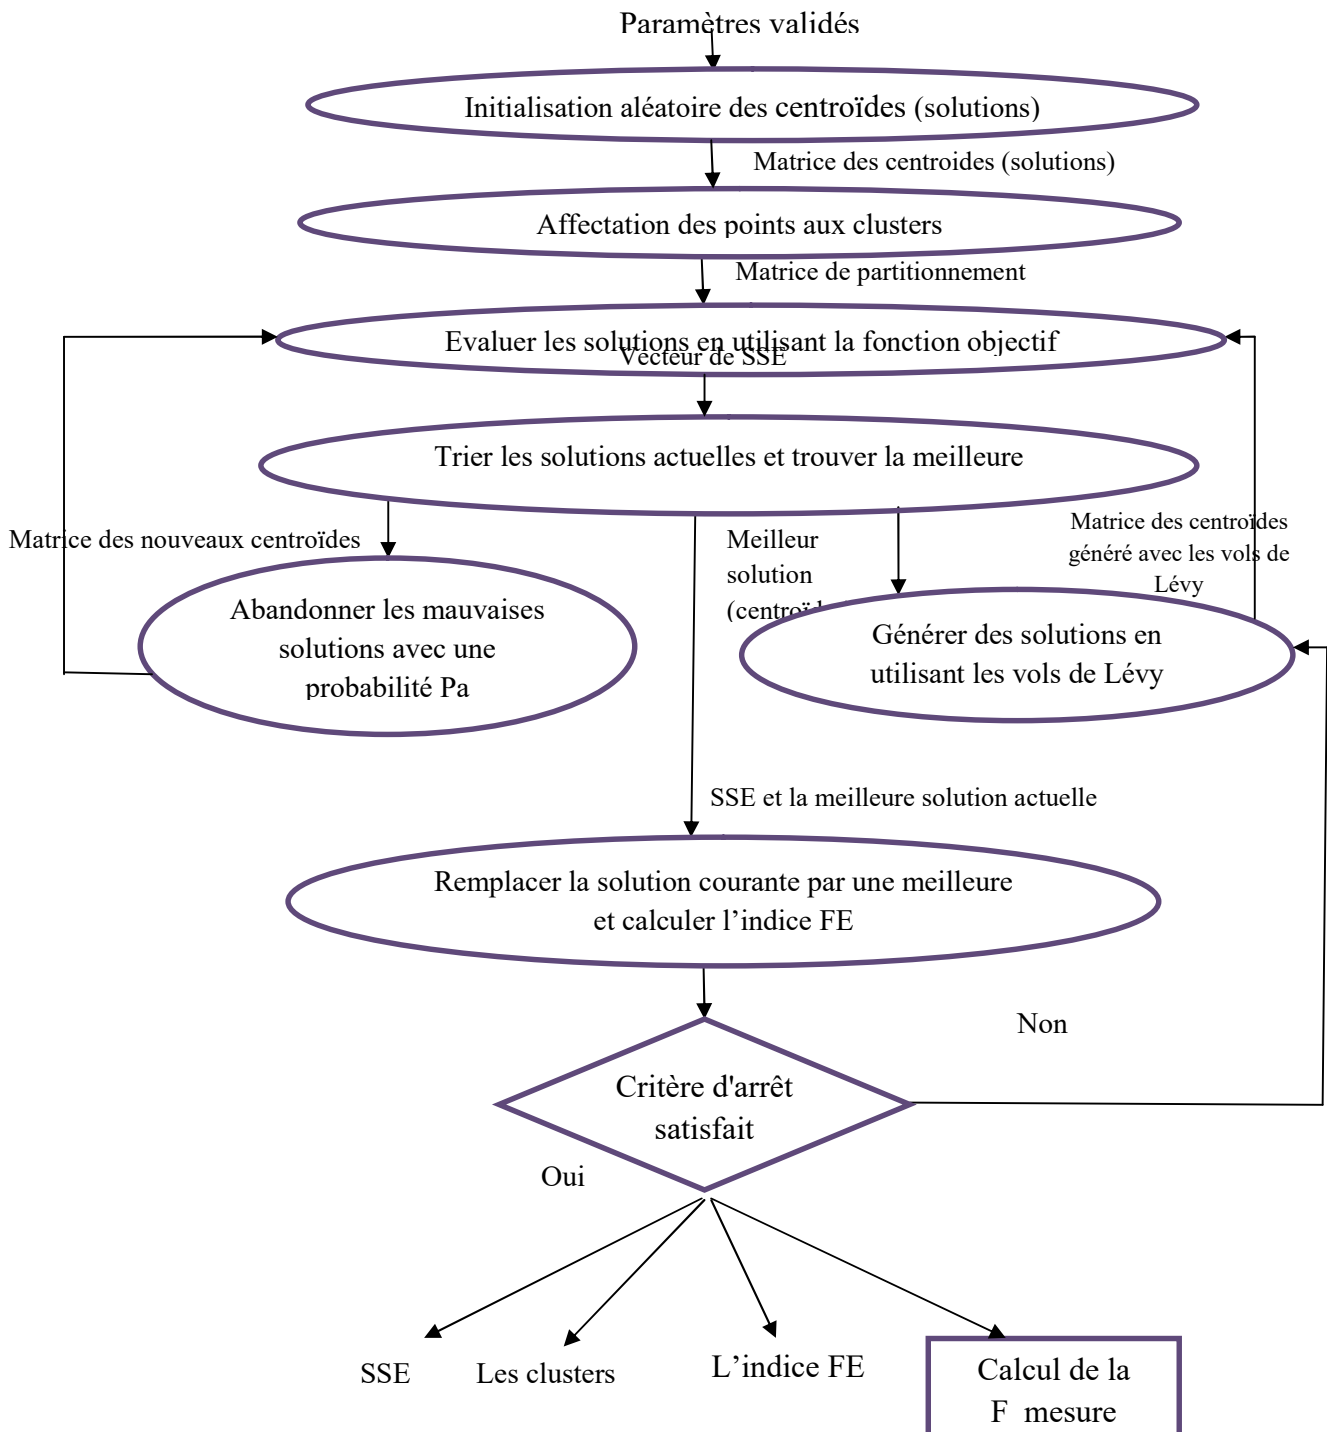 Paramètres validés
Initialisation aléatoire des centroïdes (solutions)
Matrice des centroides (solutions)
Affectation des points aux clusters
Matrice de partitionnement
Evaluer les solutions en utilisant la fonction objectif
Vecteur de SSE
Trier les solutions actuelles et trouver la meilleure
Matrice des nouveaux centroïdes
Meilleur
solution
Matrice des centroïdes
généré avec les vols de
Lévy
Abandonner les mauvaises
solutions avec une
probabilité Pa
Générer des solutions en
utilisant les vols de Lévy
SSE et la meilleure solution actuelle
Remplacer la solution courante par une meilleure
et calculer l’indice FE
Non
Critère d'arrêt
satisfait
Oui
SSE
Les clusters
L’indice FE
Calcul de la
F mesure